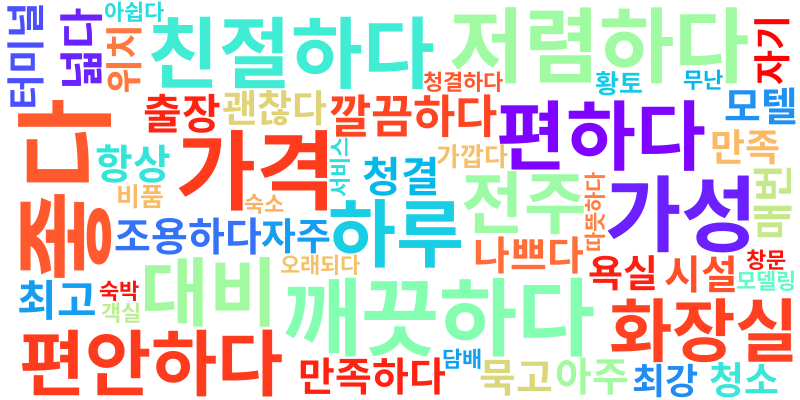 터미널
넓다
아쉽다
위치
친절하다
저렴하다
청결하다
황토
무난
자기
좋다
출장
괜찮다
깔끔하다
편하다
모텔
항상
가격
서비스
청결
가깝다
만족
비품
숙소
전주
따뜻하다
가성
매번
조용하다
자주
하루
나쁘다
오래되다
욕실
시설
창문
모델링
최고
숙박
객실
대비
깨끗하다
화장실
편안하다
만족하다
담배
묵고
아주
최강
청소